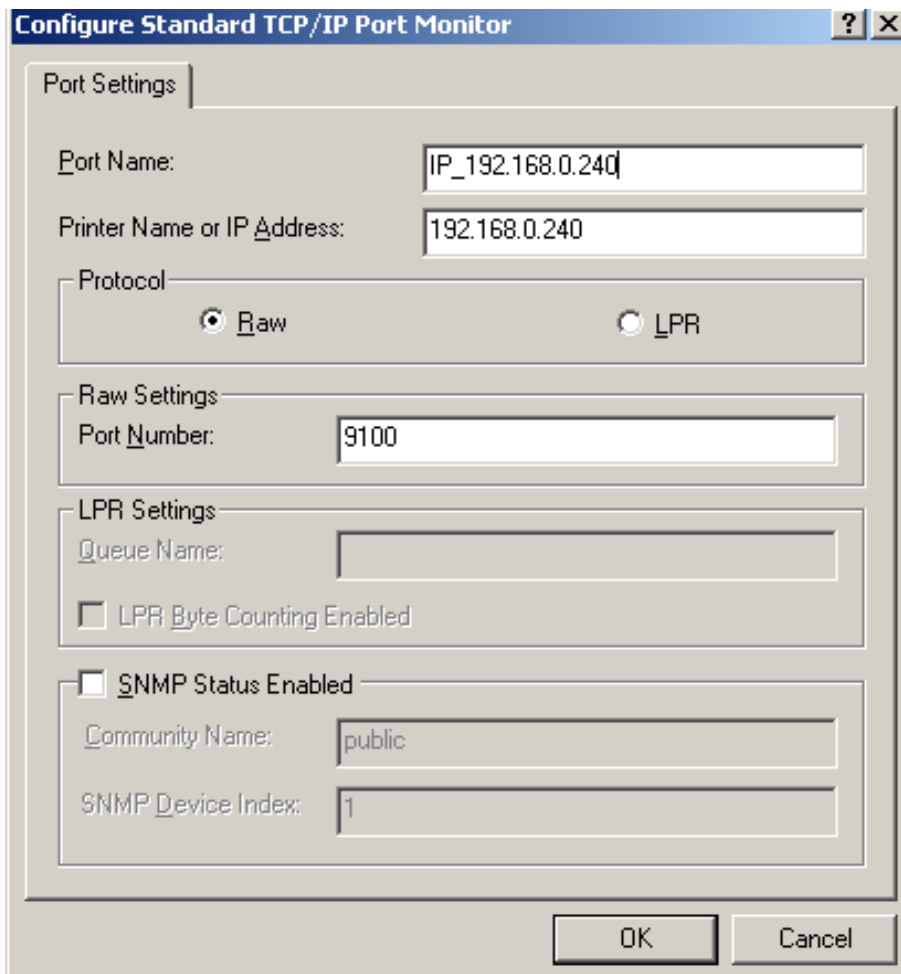 Configure Standard TCP/IP Port Monitor
Port Settings
Port Name: IP_192.168.0.240
Printer Name or IP Address: 192.168.0.240
Protocol
Raw LPR
Raw Settings
Port Number: 9100
LPR Settings
Queue Name:
LPR Byte Counting Enabled
SNMP Status Enabled
Community Name: public
SNMP Device Index: 1
OK Cancel